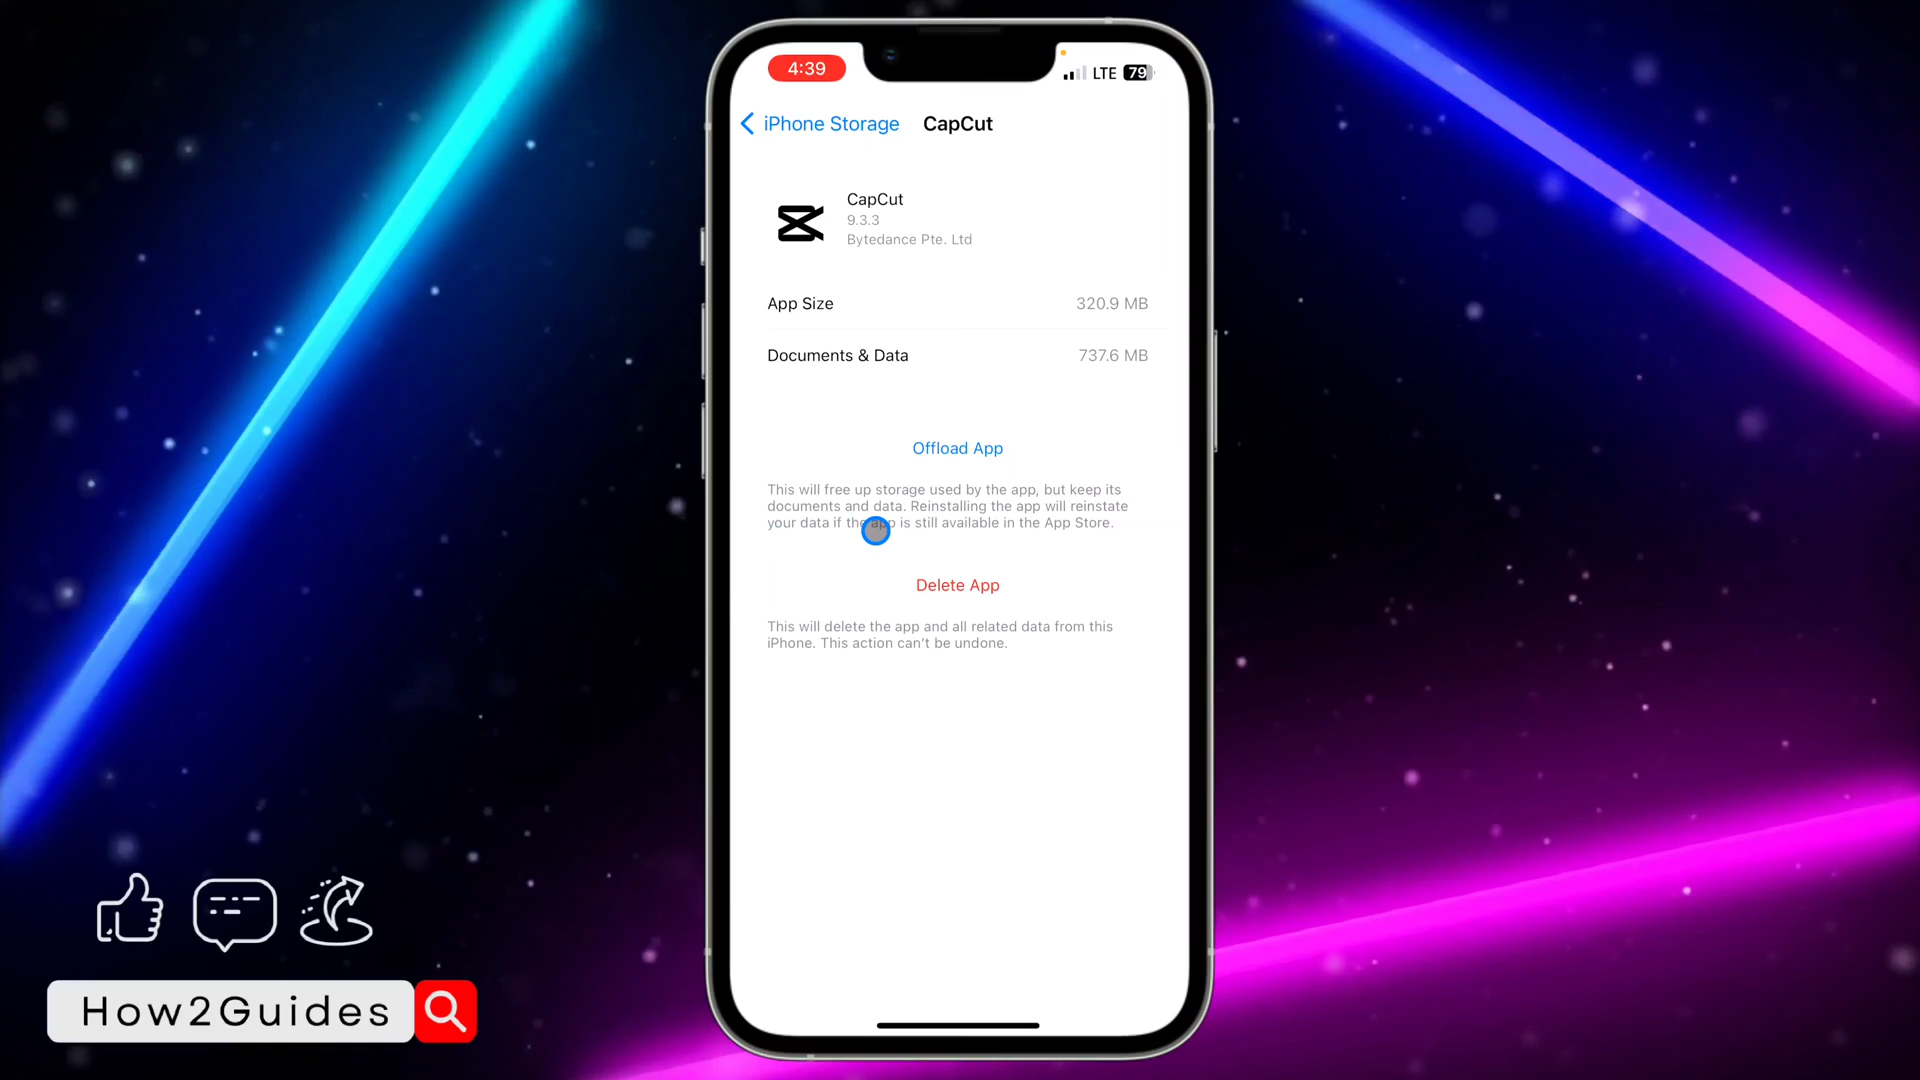 4:39
LTE 79
iPhone Storage CapCut
CapCut
9.3.3
Bytedance Pte. Ltd
App Size 320.9 MB
Documents & Data 737.6 MB
Offload App
This will free up storage used by the app, but keep its
documents and data. Reinstalling the app will reinstate
your data if the app is still available in the App Store.
Delete App
This will delete the app and all related data from this
iPhone. This action can't be undone.
How2Guides